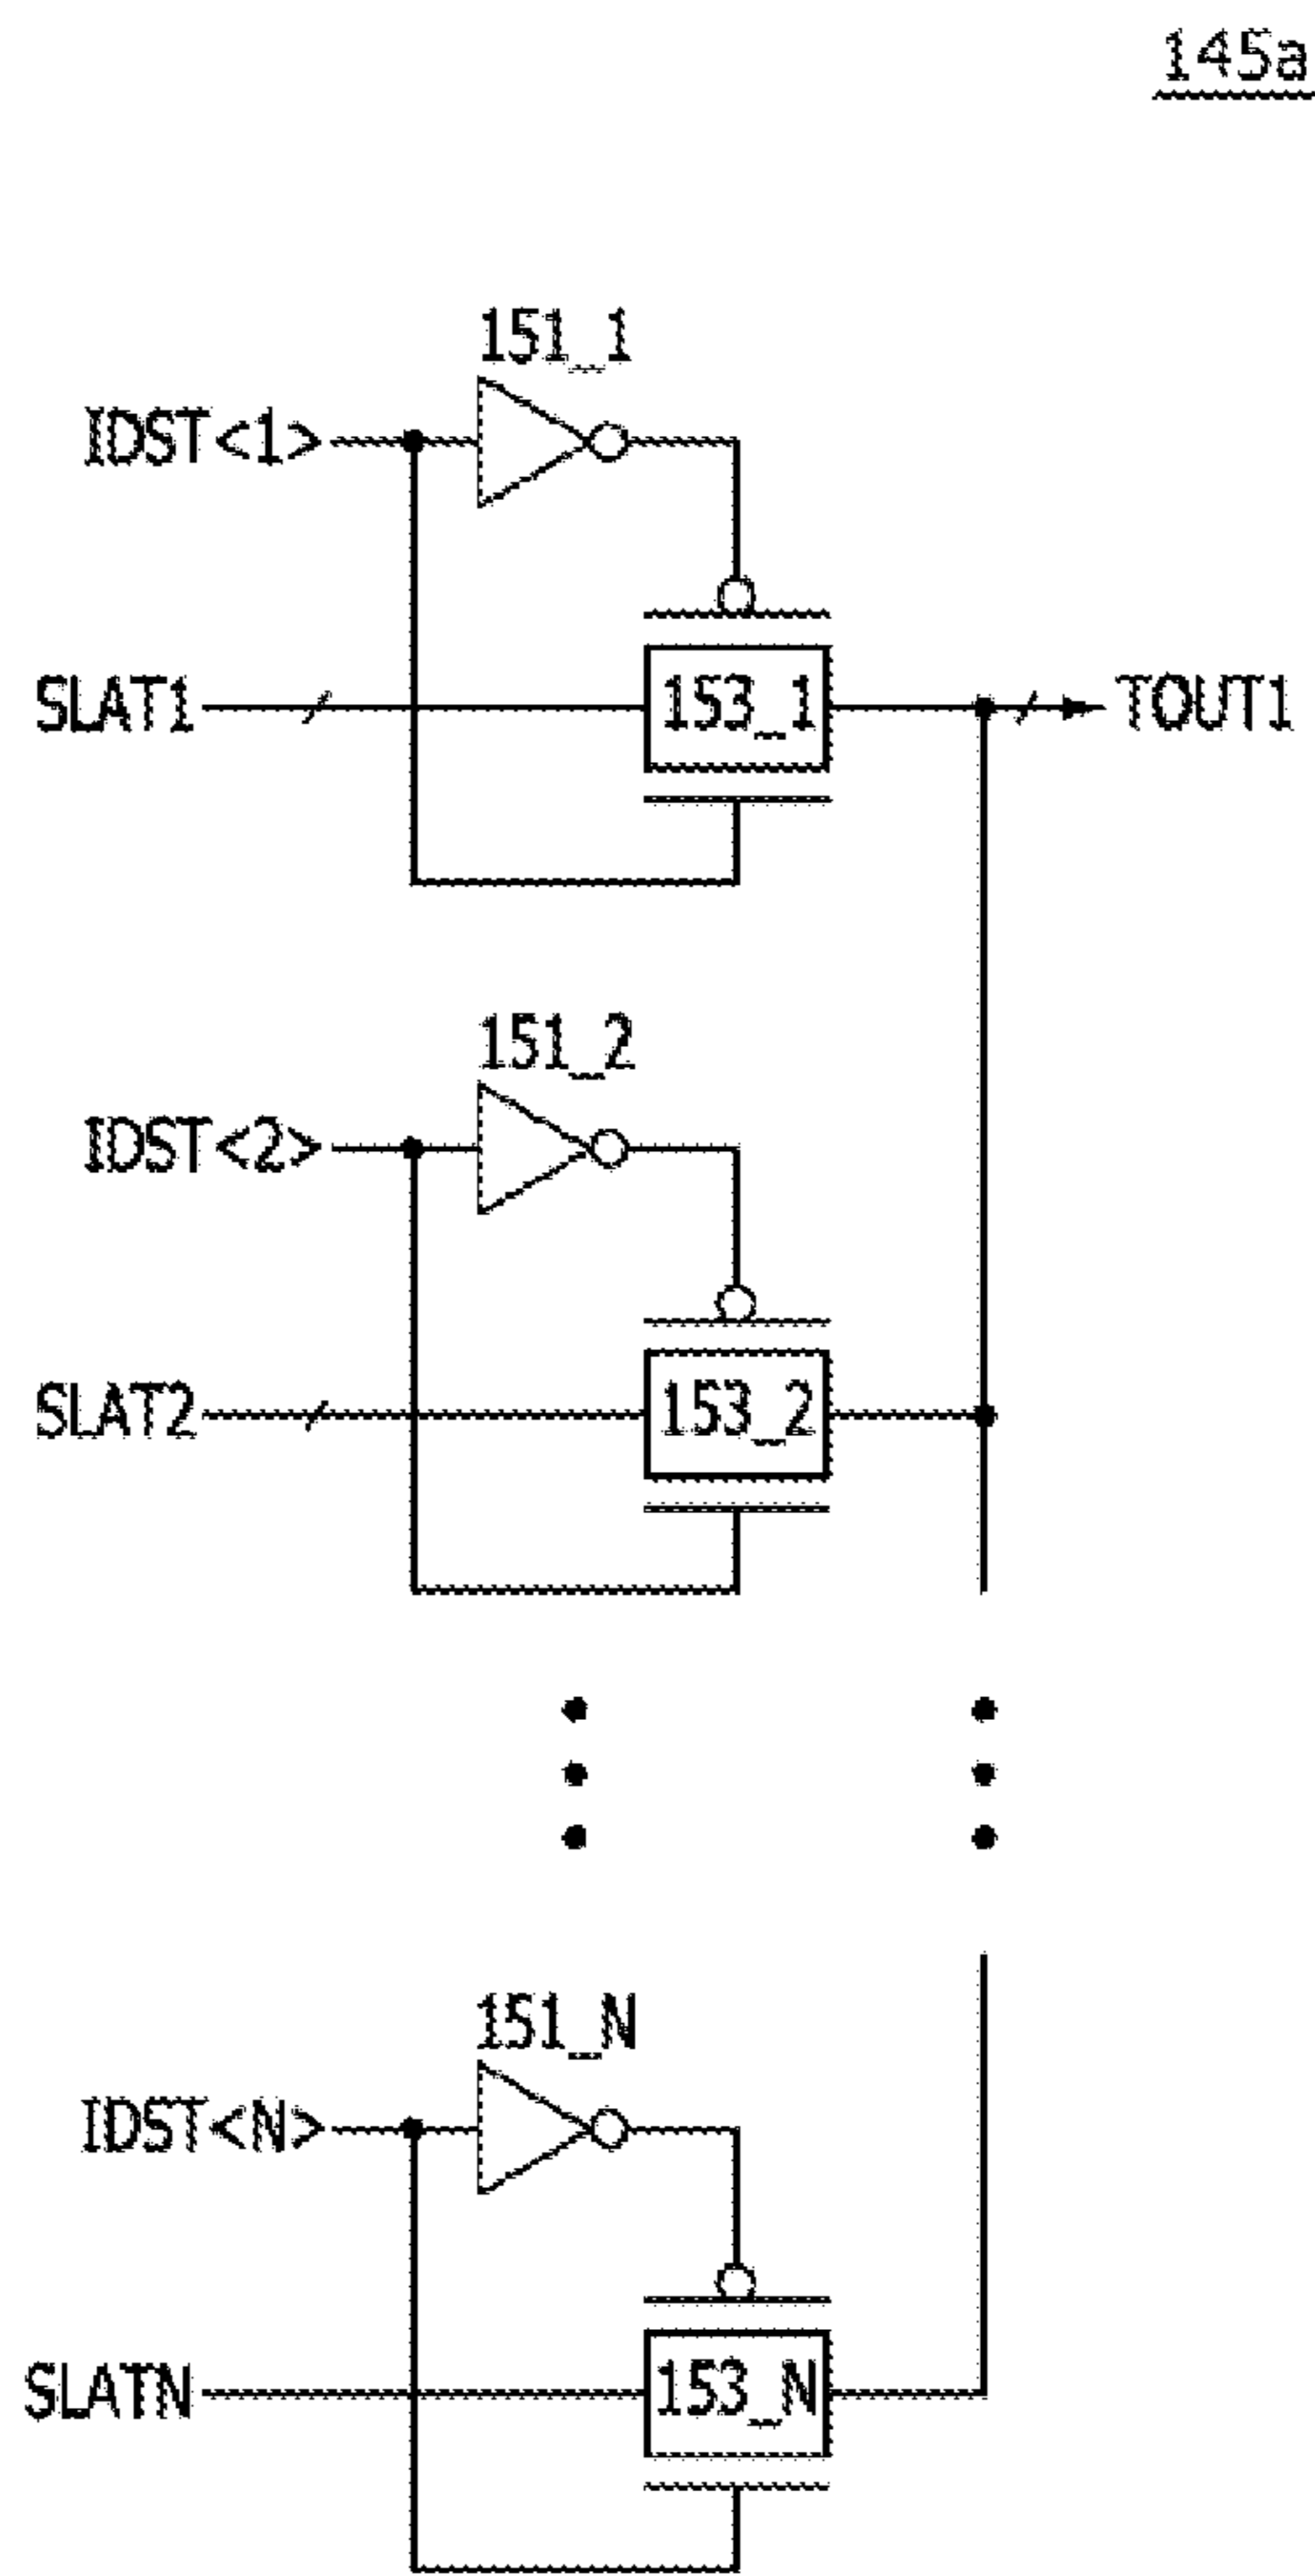 145a
151_1
IDST<1>
SLAT1
153_1
TOUT1
151_2
IDST<2>
SLAT2
153_2
151_N
IDST<N>
SLATN
153_N